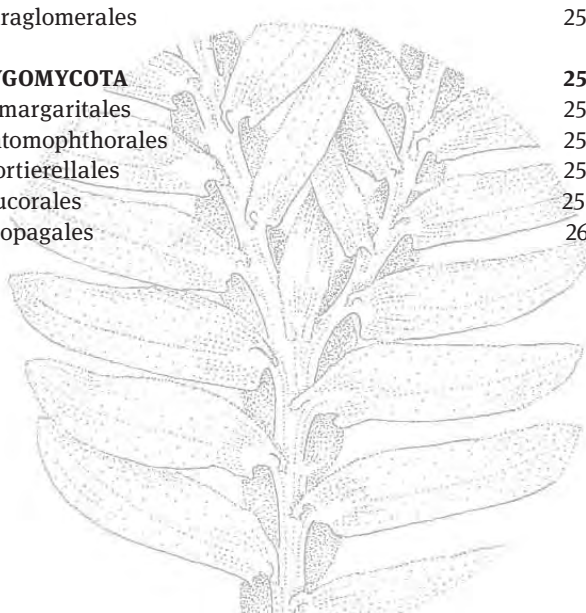 raglomerales 25
YGOMYCOTA 25
margaritales 25
tomophthorales 25
ortierellales 25
ucorales 25
opagales 26